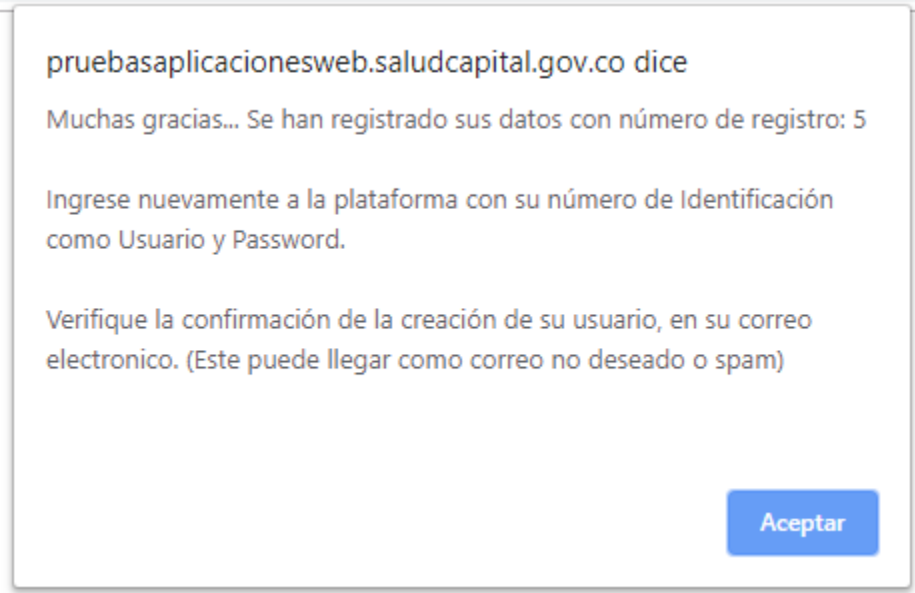 pruebasaplicacionesweb.saludcapital.gov.co dice
Muchas gracias... Se han registrado sus datos con número de registro: 5
Ingrese nuevamente a la plataforma con su número de Identificación
como Usuario y Password.
Verifique la confirmación de la creación de su usuario, en su correo
electronico. (Este puede llegar como correo no deseado o spam)
Aceptar